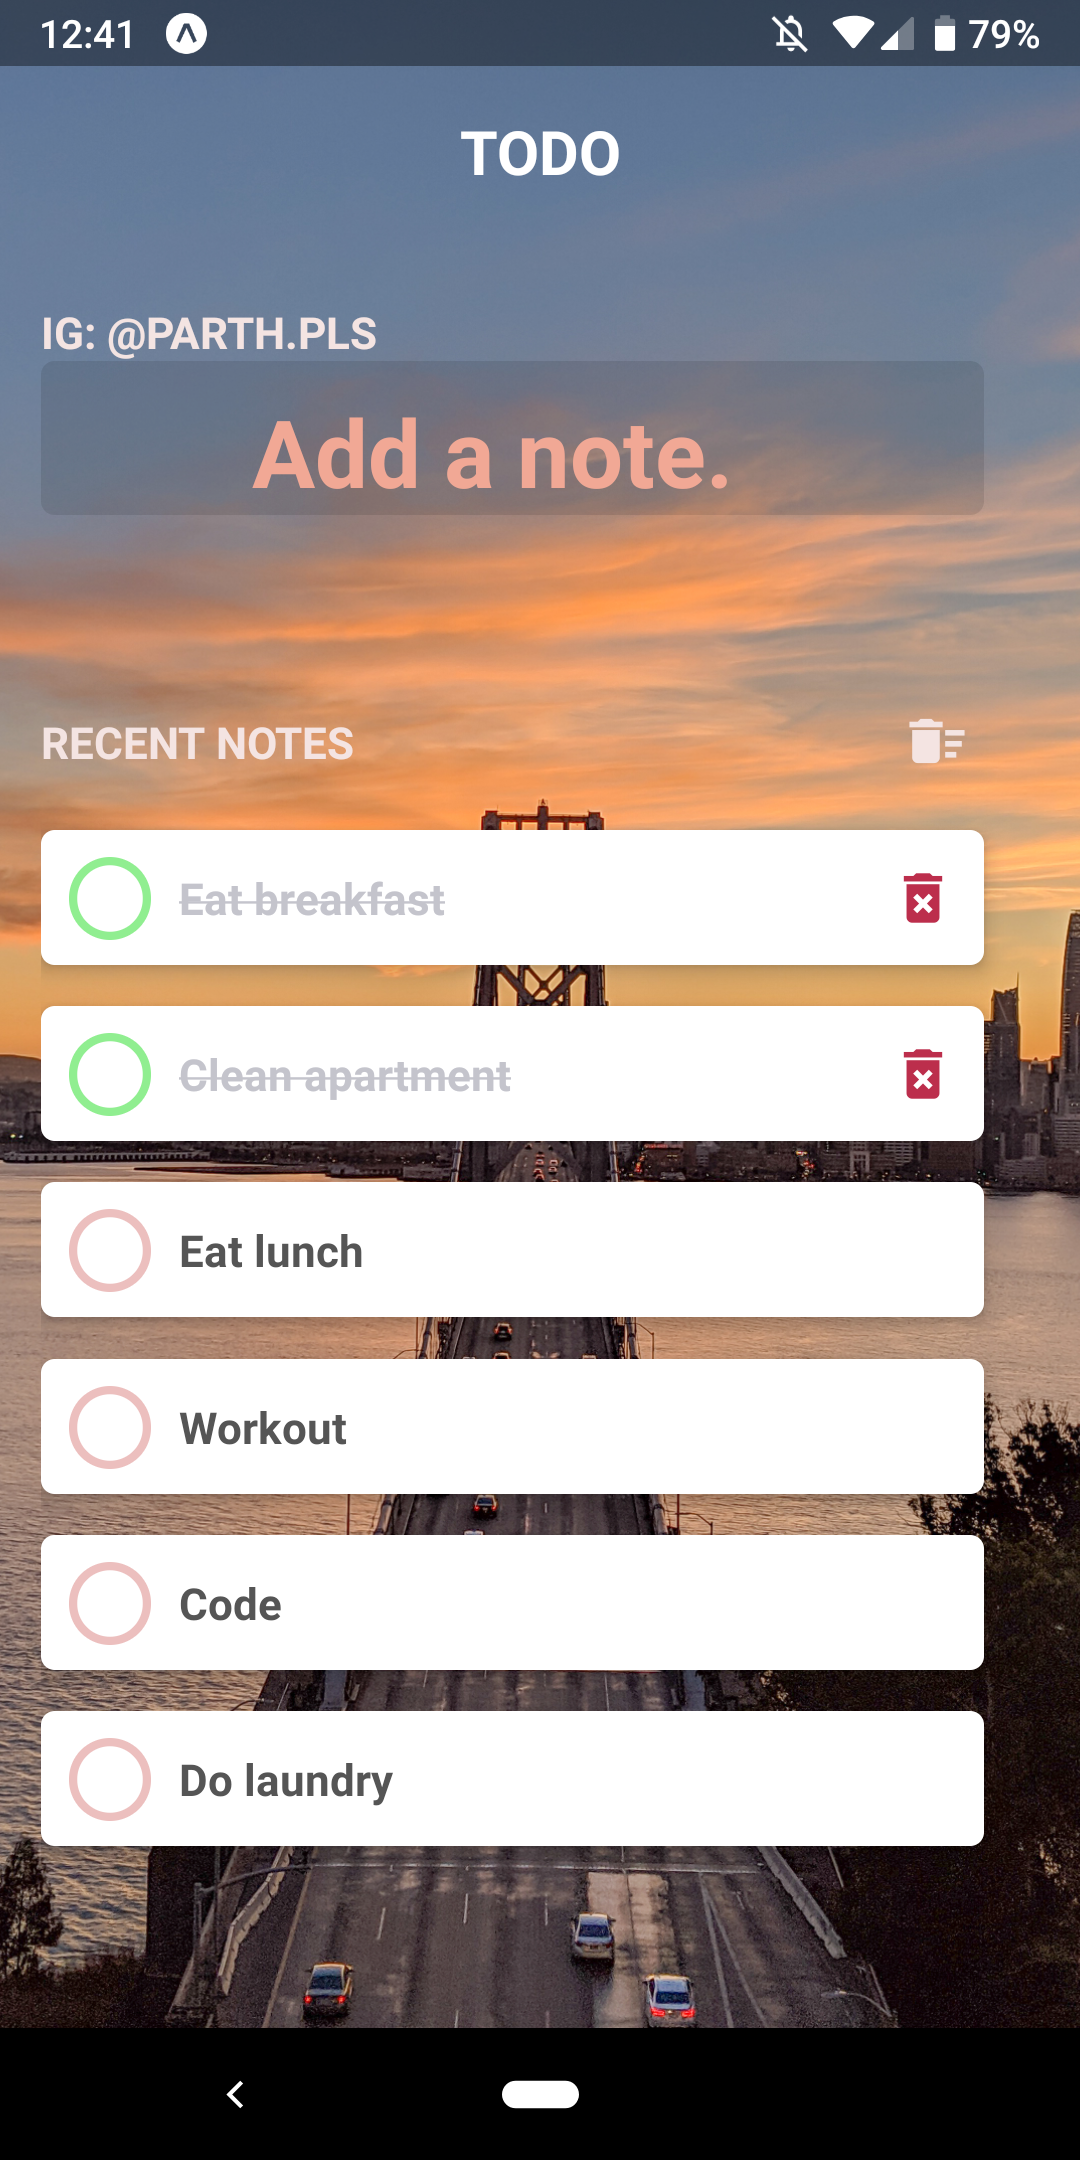 12:41
79%
TODO
IG: @PARTH.PLS
Add a note.
RECENT NOTES
Eat breakfast
Clean apartment
Eat lunch
Workout
Code
Do laundry